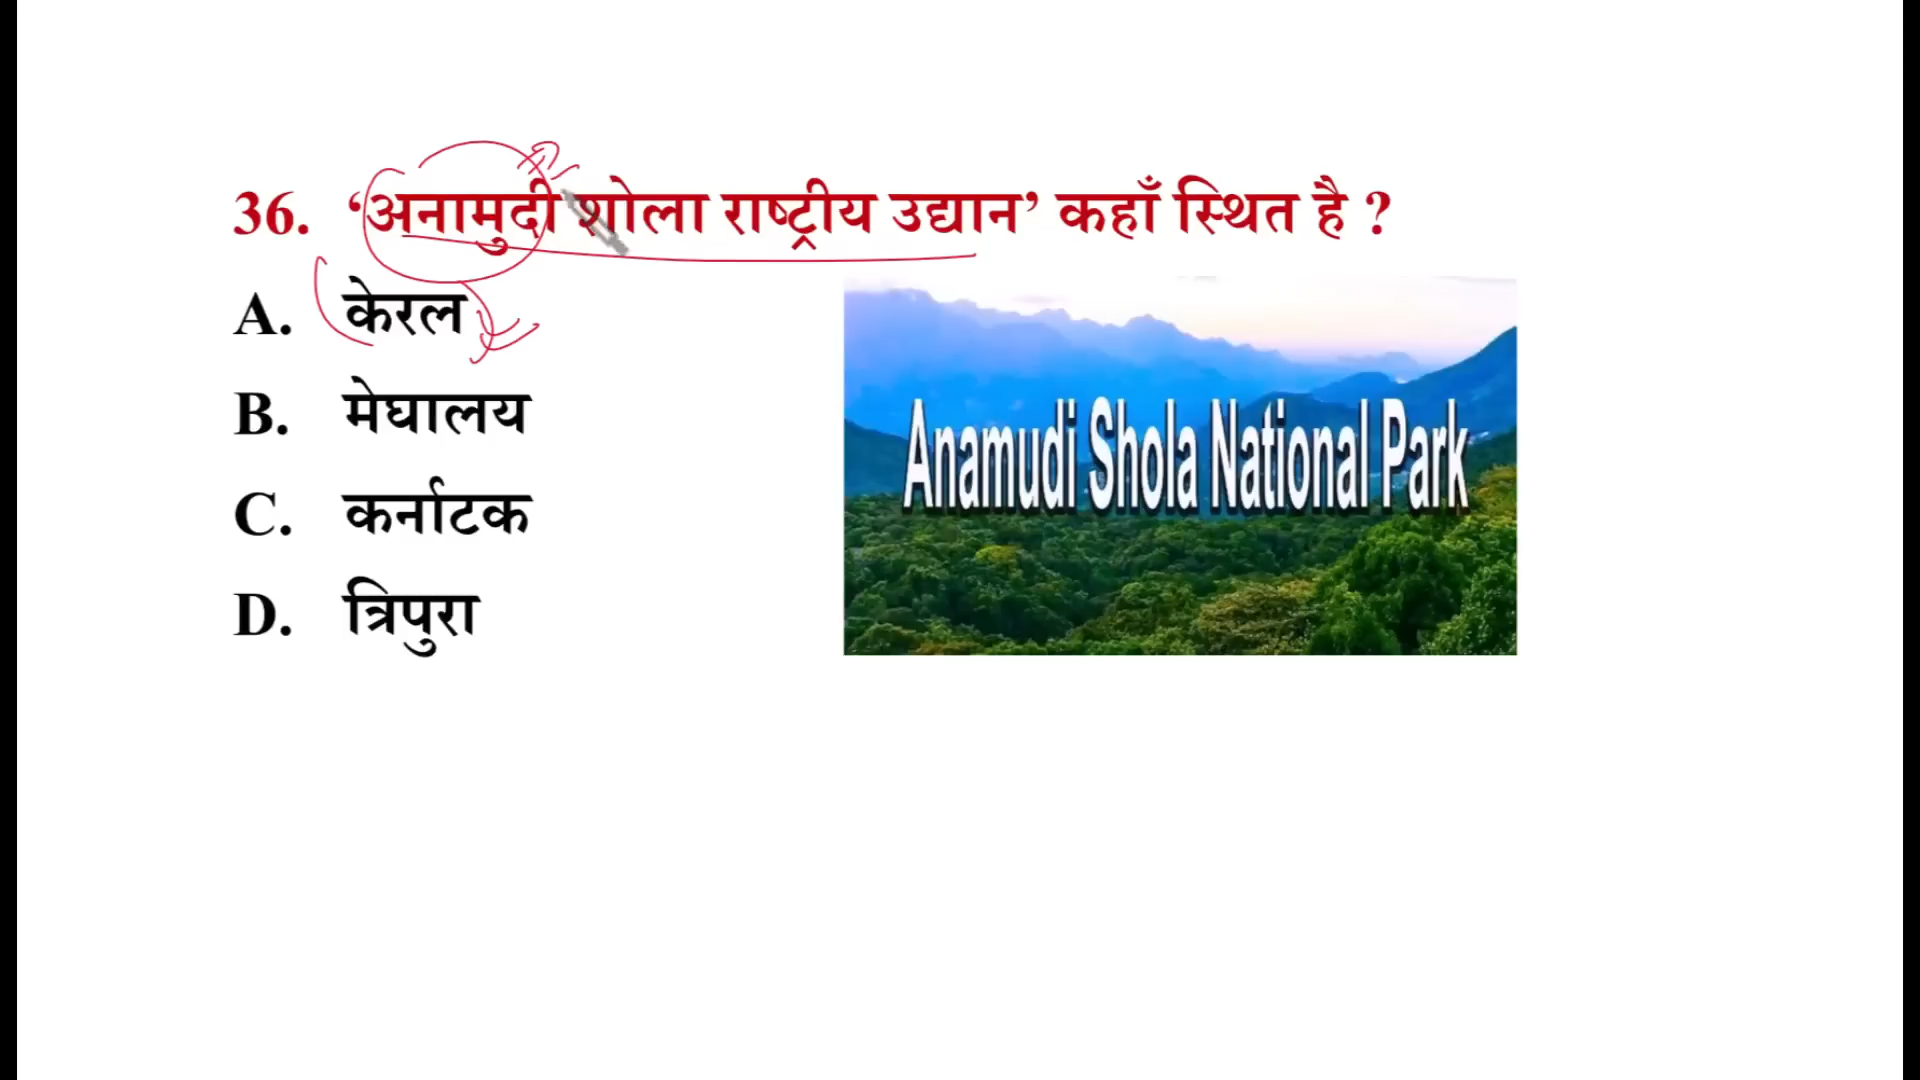 36. ‘अनामुदी शोला राष्ट्रीय उद्यान’ कहाँ स्थित है ?
A. केरल
B. मेघालय
C. कर्नाटक
D. त्रिपुरा
Anamudi Shola National Park